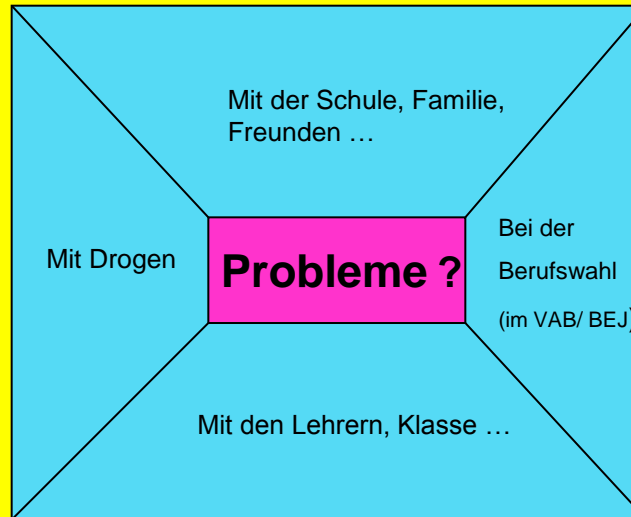 Mit der Schule, Familie,
Freunden …
Mit Drogen
Probleme ?
Bei der
Berufswahl
(im VAB/ BEJ)
Mit den Lehrern, Klasse …